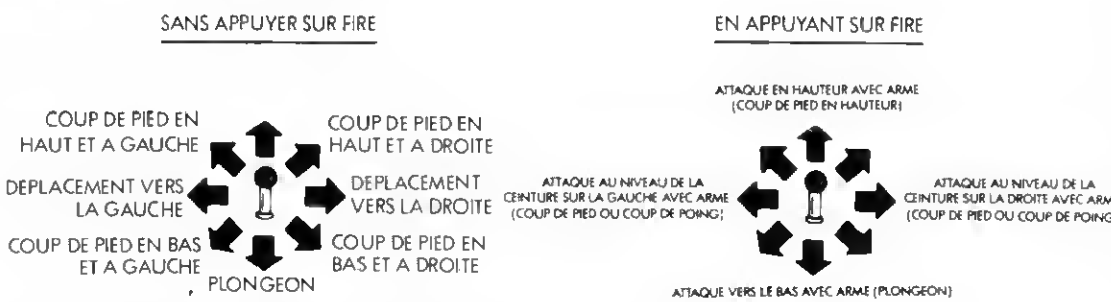 SANS APPUYER SUR FIRE
COUP DE PIED EN
HAUT ET A GAUCHE
COUP DE PIED EN
HAUT ET A DROITE
DEPLACEMENT VERS
LA GAUCHE
DEPLACEMENT
VERS LA DROITE
COUP DE PIED EN BAS
ET A GAUCHE
COUP DE PIED EN
BAS ET A DROITE
PLONGEON
EN APPUYANT SUR FIRE
ATTAQUE EN HAUTEUR AVEC ARME
(COUP DE PIED EN HAUTEUR)
ATTAQUE AU NIVEAU DE LA
CEINTURE SUR LA GAUCHE AVEC ARME
(COUP DE PIED OU COUP DE POING)
ATTAQUE AU NIVEAU DE LA
CEINTURE SUR LA DROITE AVEC ARM
(COUP DE PIED OU COUP DE POING
ATTAQUE VERS LE BAS AVEC ARME (PLONGEON)